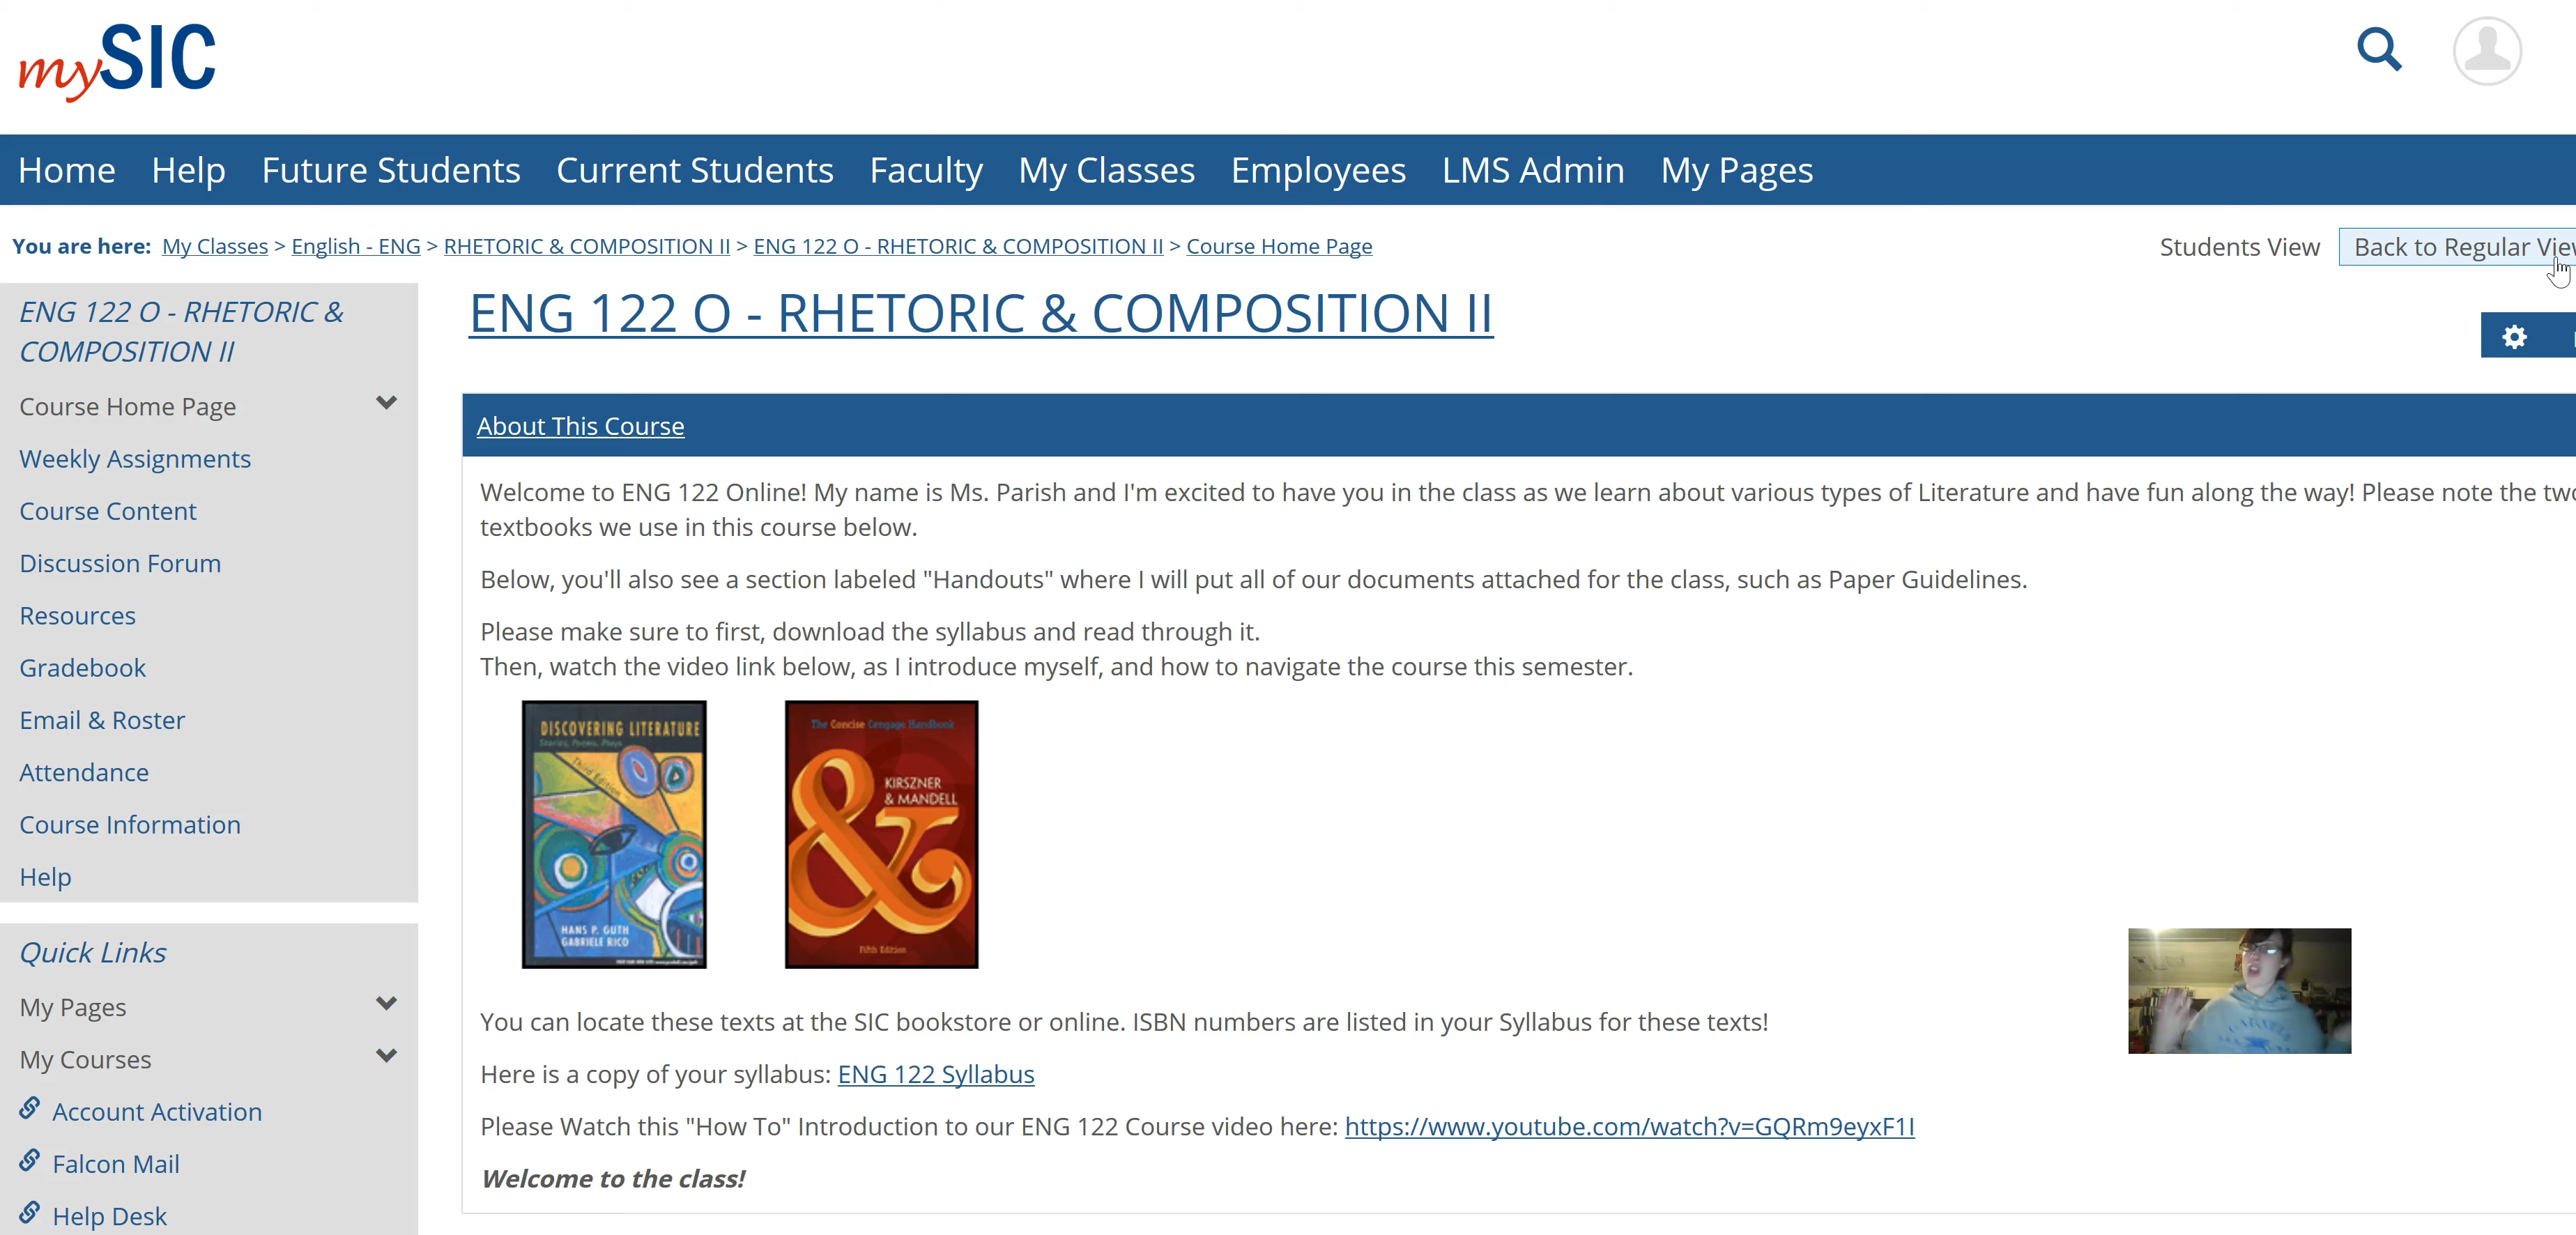 mySIC
Home Help Future Students Current Students Faculty My Classes Employees LMS Admin My Pages
You are here: My Classes > English - ENG > RHETORIC & COMPOSITION II > ENG 122 O - RHETORIC & COMPOSITION II > Course Home Page
Students View
Back to Regular View
ENG 122 O - RHETORIC &
COMPOSITION II
Course Home Page
Weekly Assignments
Course Content
Discussion Forum
Resources
Gradebook
Email & Roster
Attendance
Course Information
Help
Quick Links
My Pages
My Courses
Account Activation
Falcon Mail
Help Desk
ENG 122 O - RHETORIC & COMPOSITION II
About This Course
Welcome to ENG 122 Online! My name is Ms. Parish and I'm excited to have you in the class as we learn about various types of Literature and have fun along the way! Please note the two
textbooks we use in this course below.
Below, you'll also see a section labeled "Handouts" where I will put all of our documents attached for the class, such as Paper Guidelines.
Please make sure to first, download the syllabus and read through it.
Then, watch the video link below, as I introduce myself, and how to navigate the course this semester.
DISCOVERING LITERATURE
Stories, Poems, Plays
Third Edition
HANS P. GUTH
GABRIELE RICO
The Concise Cengage Handbook
KIRSZNER
& MANDELL
&
Fifth Edition
You can locate these texts at the SIC bookstore or online. ISBN numbers are listed in your Syllabus for these texts!
Here is a copy of your syllabus: ENG 122 Syllabus
Please Watch this "How To" Introduction to our ENG 122 Course video here: https://www.youtube.com/watch?v=GQRm9eyxF1I
Welcome to the class!